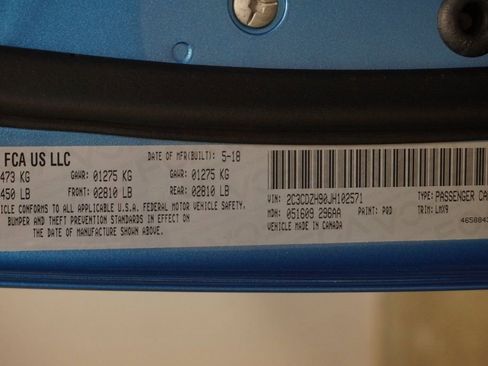 FCA US LLC DATE OF MFR(BUILT): 5-18
473 KG GAWR: 01275 KG GAWR: 01275 KG
450 LB FRONT: 02810 LB REAR: 02810 LB
ICLE CONFORMS TO ALL APPLICABLE U.S.A. FEDERAL MOTOR VEHICLE SAFETY,
BUMPER AND THEFT PREVENTION STANDARDS IN EFFECT ON
THE DATE OF MANUFACTURE SHOWN ABOVE.
VIN: 2C3CDZH90JH102571 TYPE: PASSENGER CA
MDH: 051609 296AA PAINT: PQD TRIM: LMX9
VEHICLE MADE IN CANADA